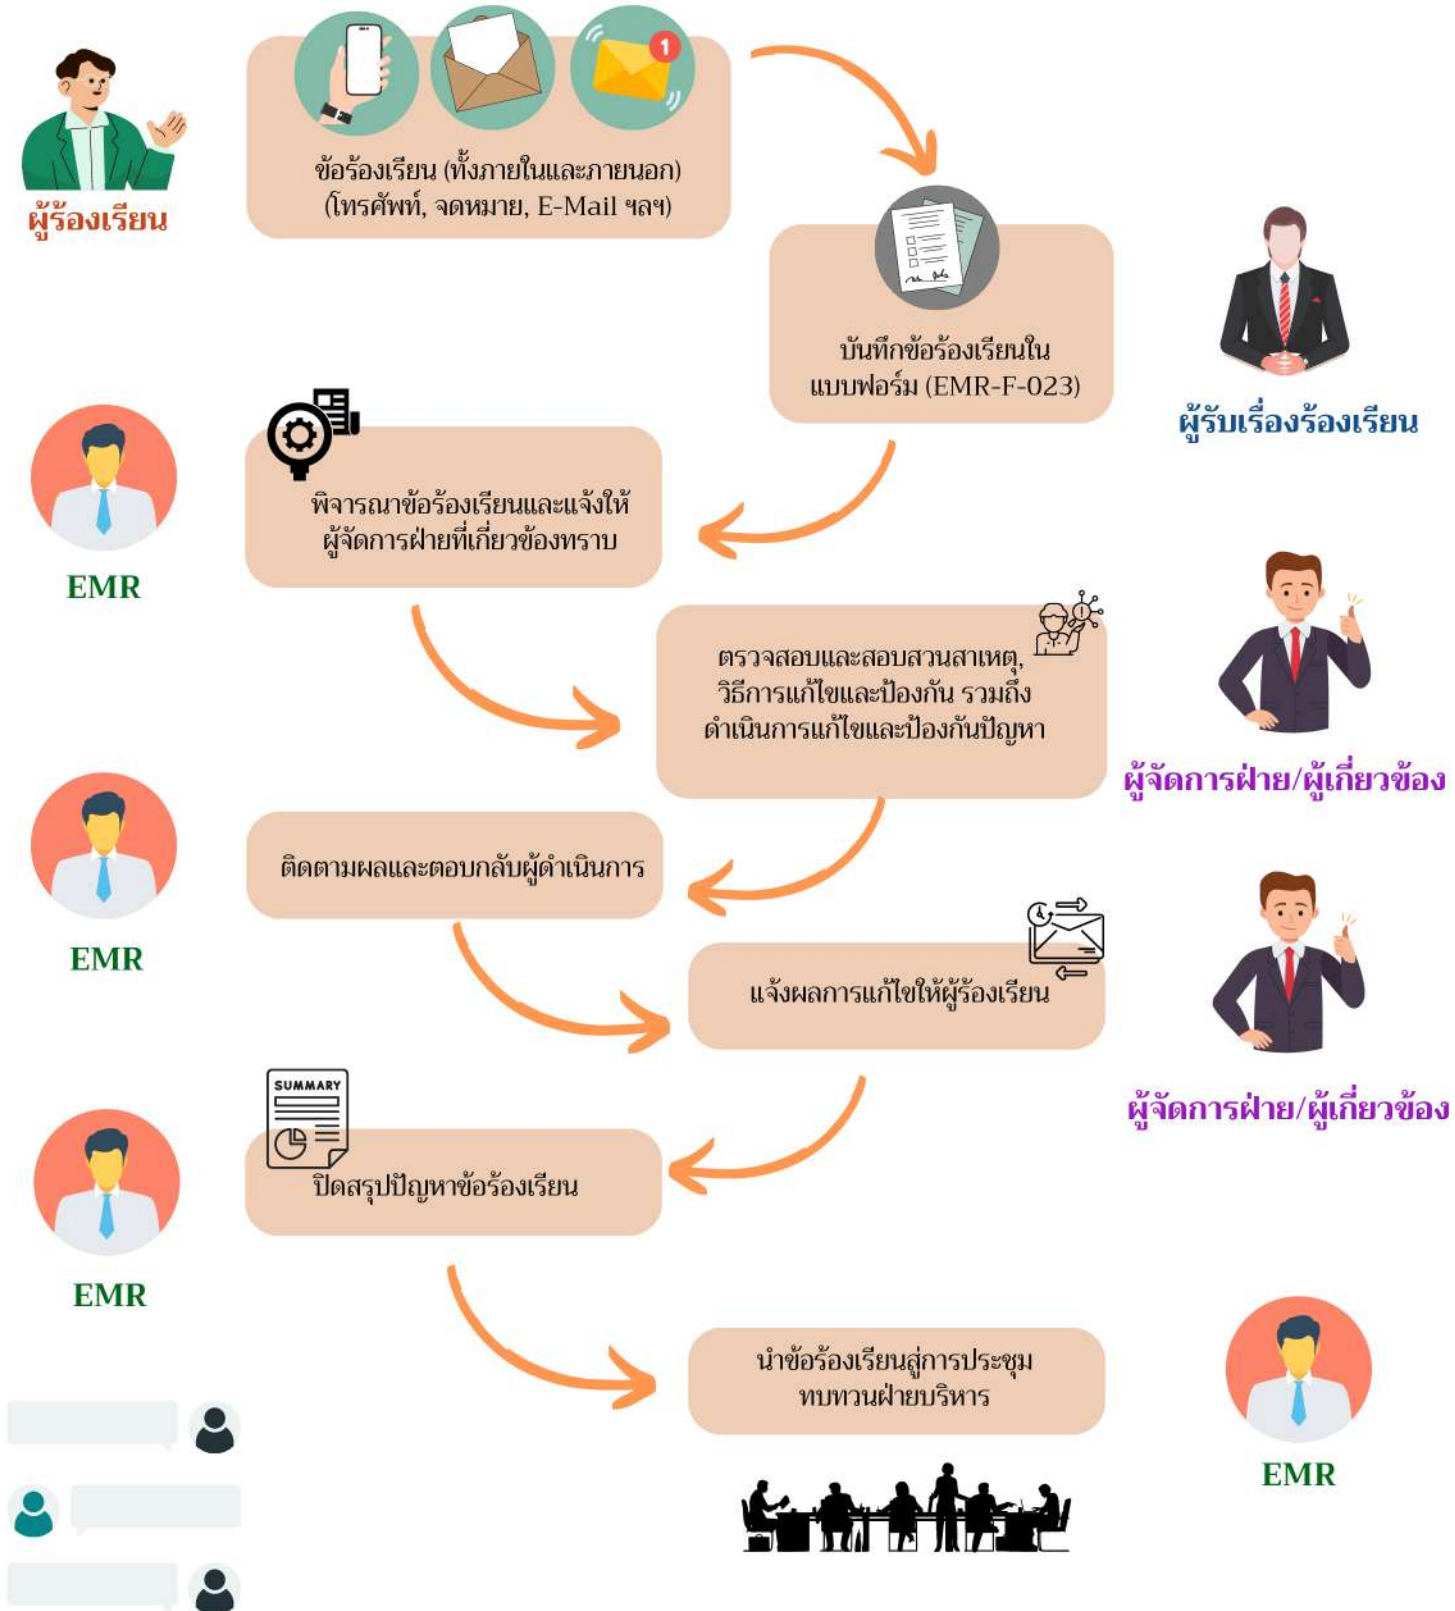 1
ข้อร้องเรียน (ทั้งภายในและภายนอก)
(โทรศัพท์, จดหมาย, E-Mail ฯลฯ)
ผู้ร้องเรียน
บันทึกข้อร้องเรียนใน
แบบฟอร์ม (EMR-F-023)
ผู้รับเรื่องร้องเรียน
พิจารณาข้อร้องเรียนและแจ้งให้
ผู้จัดการฝ่ายที่เกี่ยวข้องทราบ
EMR
ตรวจสอบและสอบสวนสาเหตุ,
วิธีการแก้ไขและป้องกัน รวมถึง
ดำเนินการแก้ไขและป้องกันปัญหา
ผู้จัดการฝ่าย/ผู้เกี่ยวข้อง
ติดตามผลและตอบกลับผู้ดำเนินการ
EMR
แจ้งผลการแก้ไขให้ผู้ร้องเรียน
ผู้จัดการฝ่าย/ผู้เกี่ยวข้อง
SUMMARY
ปิดสรุปปัญหาข้อร้องเรียน
EMR
นำข้อร้องเรียนสู่การประชุม
ทบทวนฝ่ายบริหาร
EMR